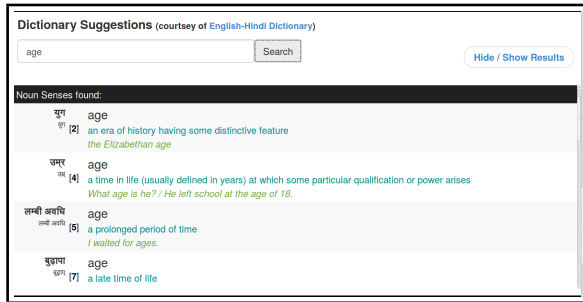 Dictionary Suggestions (courtsey of English-Hindi Dictionary)
age
Search
Hide / Show Results
Noun Senses found:
युग age
युग [2] an era of history having some distinctive feature
the Elizabethan age
उम्र age
उम्र [4] a time in life (usually defined in years) at which some particular qualification or power arises
What age is he? / He left school at the age of 18.
लम्बी अवधि age
लम्बी अवधि [5] a prolonged period of time
I waited for ages.
बुढ़ापा age
[7] a late time of life